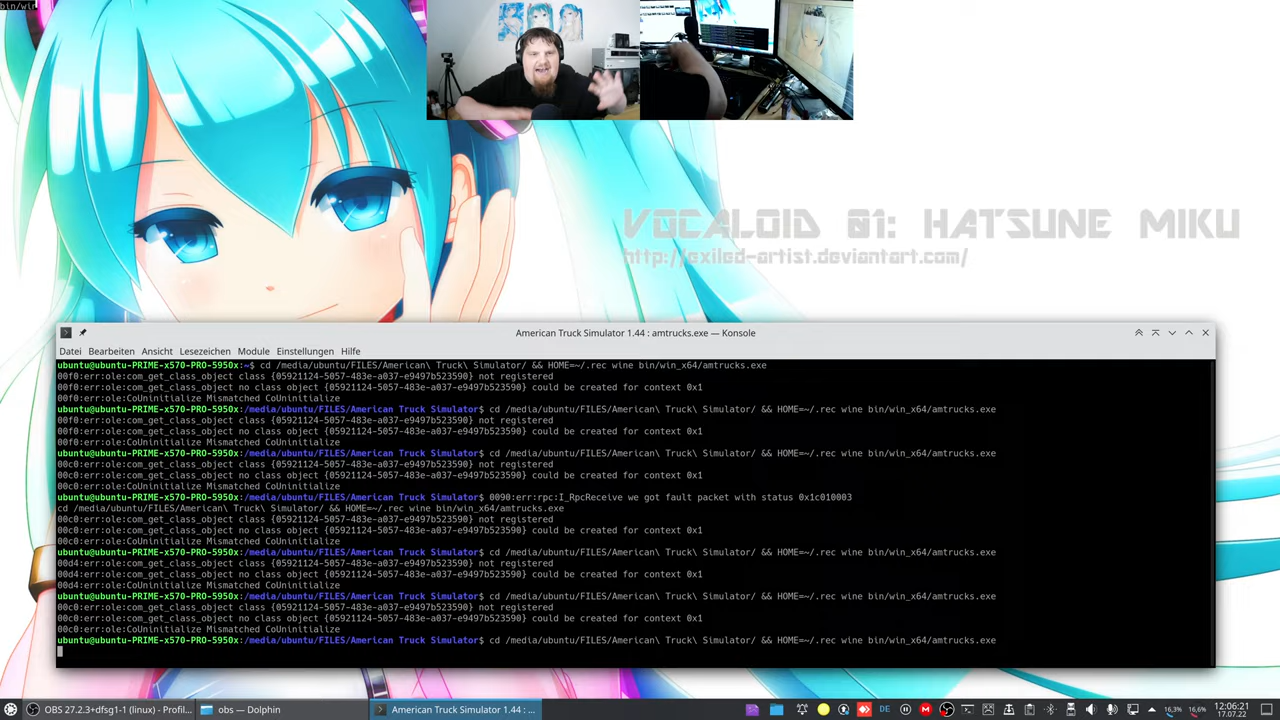 bin/win
VOCALOID 01: HATSUNE MIKU
http://exiled-artist.deviantart.com/
American Truck Simulator 1.44 : amtrucks.exe — Konsole
Datei Bearbeiten Ansicht Lesezeichen Module Einstellungen Hilfe
ubuntu@ubuntu-PRIME-x570-PRO-5950x:~$ cd /media/ubuntu/FILES/American\ Truck\ Simulator/ && HOME=~/.rec wine bin/win_x64/amtrucks.exe
00f0:err:ole:com_get_class_object class {05921124-5057-483e-a037-e9497b523590} not registered
00f0:err:ole:com_get_class_object no class object {05921124-5057-483e-a037-e9497b523590} could be created for context 0x1
00f0:err:ole:CoUninitialize Mismatched CoUninitialize
ubuntu@ubuntu-PRIME-x570-PRO-5950x:/media/ubuntu/FILES/American Truck Simulator$ cd /media/ubuntu/FILES/American\ Truck\ Simulator/ && HOME=~/.rec wine bin/win_x64/amtrucks.exe
00f0:err:ole:com_get_class_object class {05921124-5057-483e-a037-e9497b523590} not registered
00f0:err:ole:com_get_class_object no class object {05921124-5057-483e-a037-e9497b523590} could be created for context 0x1
00f0:err:ole:CoUninitialize Mismatched CoUninitialize
ubuntu@ubuntu-PRIME-x570-PRO-5950x:/media/ubuntu/FILES/American Truck Simulator$ cd /media/ubuntu/FILES/American\ Truck\ Simulator/ && HOME=~/.rec wine bin/win_x64/amtrucks.exe
00c0:err:ole:com_get_class_object class {05921124-5057-483e-a037-e9497b523590} not registered
00c0:err:ole:com_get_class_object no class object {05921124-5057-483e-a037-e9497b523590} could be created for context 0x1
ubuntu@ubuntu-PRIME-x570-PRO-5950x:/media/ubuntu/FILES/American Truck Simulator$ 0090:err:rpc:I_RpcReceive we got fault packet with status 0x1c010003
cd /media/ubuntu/FILES/American\ Truck\ Simulator/ && HOME=~/.rec wine bin/win_x64/amtrucks.exe
00c0:err:ole:com_get_class_object class {05921124-5057-483e-a037-e9497b523590} not registered
00c0:err:ole:com_get_class_object no class object {05921124-5057-483e-a037-e9497b523590} could be created for context 0x1
00c0:err:ole:CoUninitialize Mismatched CoUninitialize
ubuntu@ubuntu-PRIME-x570-PRO-5950x:/media/ubuntu/FILES/American Truck Simulator$ cd /media/ubuntu/FILES/American\ Truck\ Simulator/ && HOME=~/.rec wine bin/win_x64/amtrucks.exe
00d4:err:ole:com_get_class_object class {05921124-5057-483e-a037-e9497b523590} not registered
00d4:err:ole:com_get_class_object no class object {05921124-5057-483e-a037-e9497b523590} could be created for context 0x1
00d4:err:ole:CoUninitialize Mismatched CoUninitialize
ubuntu@ubuntu-PRIME-x570-PRO-5950x:/media/ubuntu/FILES/American Truck Simulator$ cd /media/ubuntu/FILES/American\ Truck\ Simulator/ && HOME=~/.rec wine bin/win_x64/amtrucks.exe
00c0:err:ole:com_get_class_object class {05921124-5057-483e-a037-e9497b523590} not registered
00c0:err:ole:com_get_class_object no class object {05921124-5057-483e-a037-e9497b523590} could be created for context 0x1
00c0:err:ole:CoUninitialize Mismatched CoUninitialize
ubuntu@ubuntu-PRIME-x570-PRO-5950x:/media/ubuntu/FILES/American Truck Simulator$ cd /media/ubuntu/FILES/American\ Truck\ Simulator/ && HOME=~/.rec wine bin/win_x64/amtrucks.exe
OBS 27.2.3+dfsg1-1 (linux) - Profil... obs — Dolphin American Truck Simulator 1.44 : ... DE 16,3% 16,6% 12:06:21
17.07.22